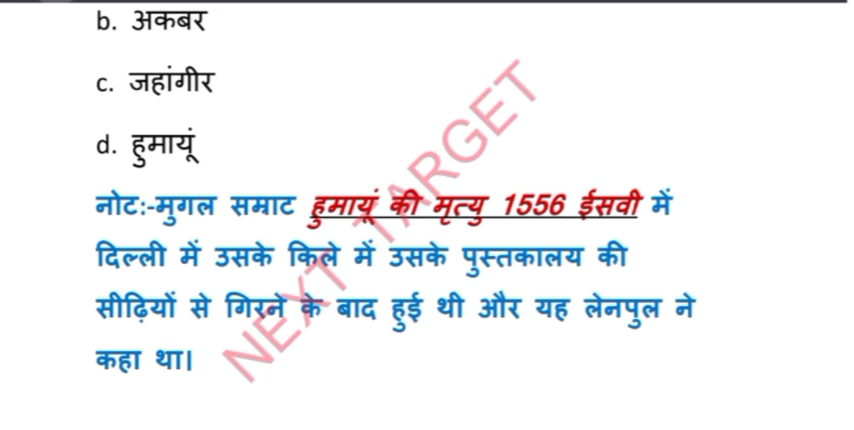 b. अकबर
c. जहांगीर
d. हुमायूं
नोट:-मुगल सम्राट हुमायूं की मृत्यु 1556 ईसवी में
दिल्ली में उसके किले में उसके पुस्तकालय की
सीढ़ियों से गिरने के बाद हुई थी और यह लेनपुल ने
कहा था।
NEXT TARGET